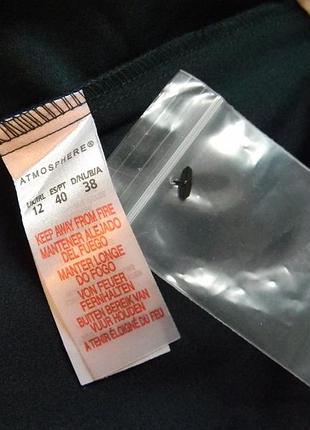 ATMOSPHERE®
UK/IRL ES/PT D/NL/B/A
12 40 38
KEEP AWAY FROM FIRE
MANTENER ALEJADO
DEL FUEGO
MANTER LONGE
DO FOGO
VON FEUER
FERNHALTEN
BUITEN BEREIK VAN
VUUR HOUDEN
A TENIR ÉLOIGNÉ DU FEU